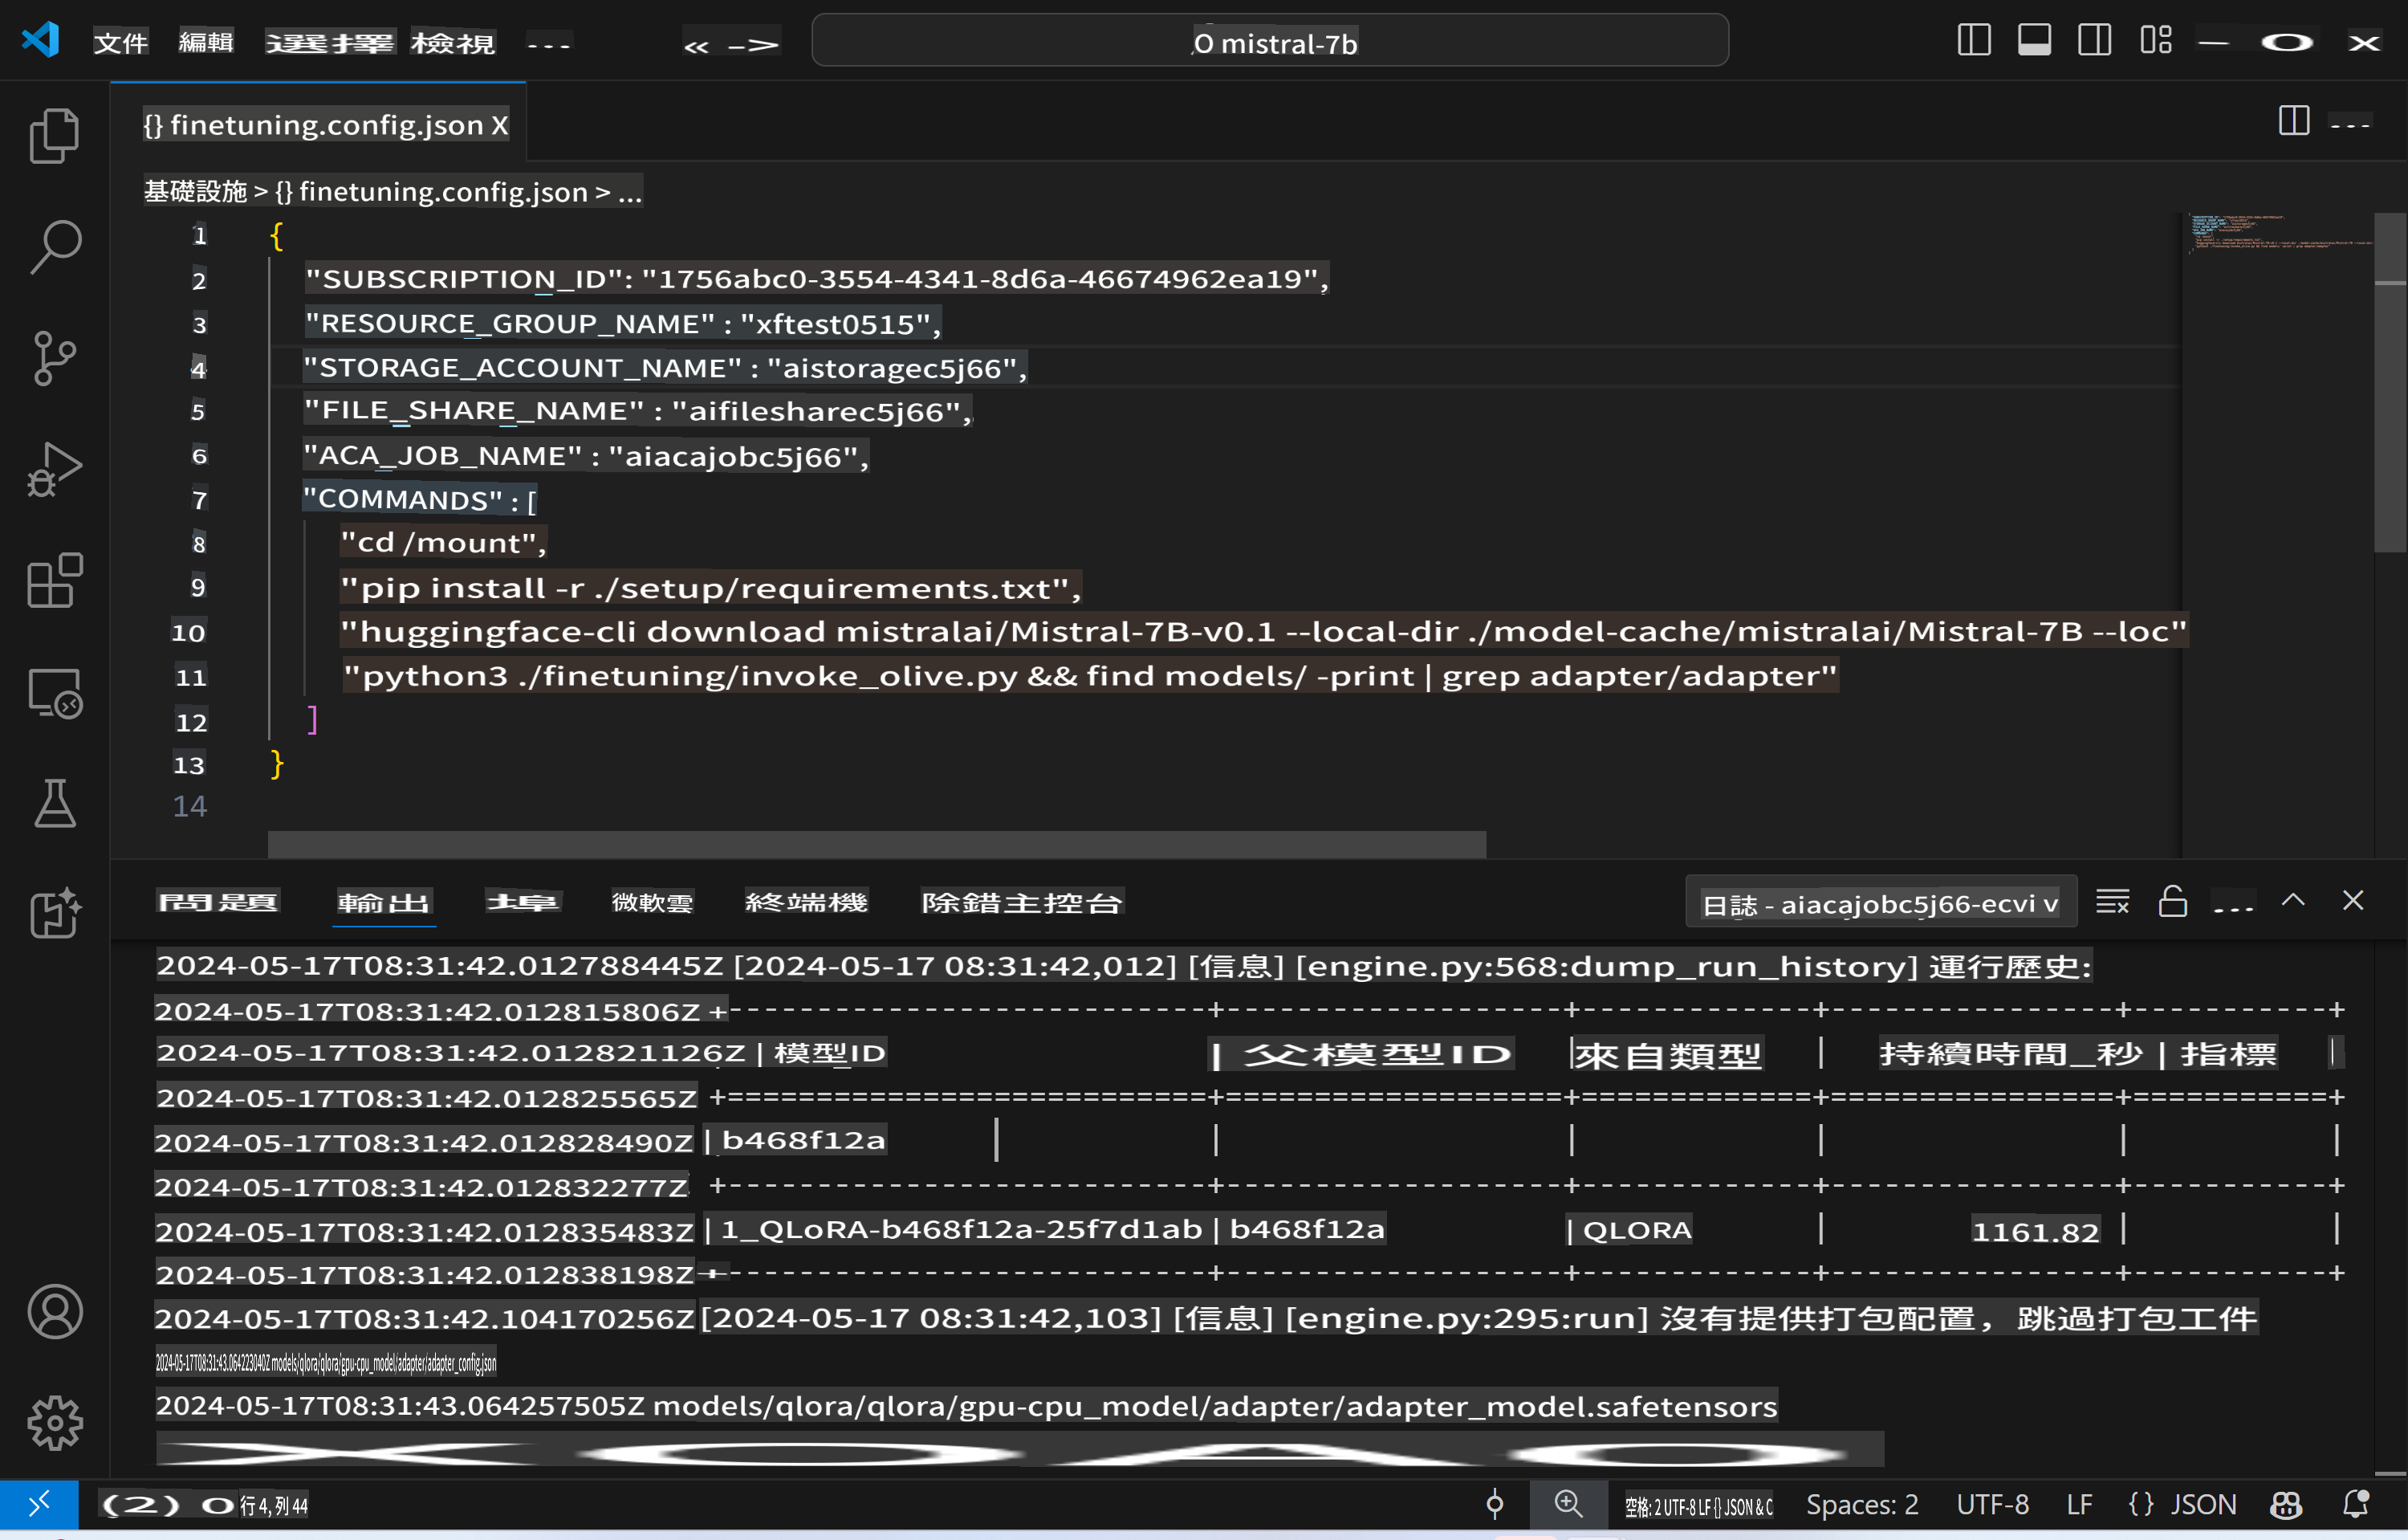 文件 編輯 選擇 檢視 ... « -> O mistral-7b — O X
{} finetuning.config.json X ...
基礎設施 > {} finetuning.config.json > ...
1 {
2 "SUBSCRIPTION_ID": "1756abc0-3554-4341-8d6a-46674962ea19",
3 "RESOURCE_GROUP_NAME" : "xftest0515",
4 "STORAGE_ACCOUNT_NAME" : "aistoragec5j66",
5 "FILE_SHARE_NAME" : "aifilesharec5j66",
6 "ACA_JOB_NAME" : "aiacajobc5j66",
7 "COMMANDS" : [
8 "cd /mount",
9 "pip install -r ./setup/requirements.txt",
10 "huggingface-cli download mistralai/Mistral-7B-v0.1 --local-dir ./model-cache/mistralai/Mistral-7B --loc"
11 "python3 ./finetuning/invoke_olive.py && find models/ -print | grep adapter/adapter"
12 ]
13 }
14
問題 輸出 埠 微軟雲 終端機 除錯主控台 日誌 - aiacajobc5j66-ecvi v ...
2024-05-17T08:31:42.012788445Z [2024-05-17 08:31:42,012] [信息] [engine.py:568:dump_run_history] 運行歷史:
2024-05-17T08:31:42.012815806Z +---------------------------+-------------------+-------------+----------------+-----------+
2024-05-17T08:31:42.012821126Z | 模型_ID | 父模型ID | 來自類型 | 持續時間_秒 | 指標 |
2024-05-17T08:31:42.012825565Z +===========================+===================+=============+================+===========+
2024-05-17T08:31:42.012828490Z | b468f12a | | | | | |
2024-05-17T08:31:42.012832277Z +---------------------------+-------------------+-------------+----------------+-----------+
2024-05-17T08:31:42.012835483Z | 1_QLoRA-b468f12a-25f7d1ab | b468f12a | QLORA | 1161.82 | |
2024-05-17T08:31:42.012838198Z +---------------------------+-------------------+-------------+----------------+-----------+
2024-05-17T08:31:42.104170256Z [2024-05-17 08:31:42,103] [信息] [engine.py:295:run] 沒有提供打包配置，跳過打包工件
2024-05-17T08:31:43.064223040Z models/qlora/qlora/gpu-cpu_model/adapter/adapter_config.json
2024-05-17T08:31:43.064257505Z models/qlora/qlora/gpu-cpu_model/adapter/adapter_model.safetensors
X O A O
(2) O 行 4, 列 44 空格: 2 UTF-8 LF {} JSON & C Spaces: 2 UTF-8 LF {} JSON